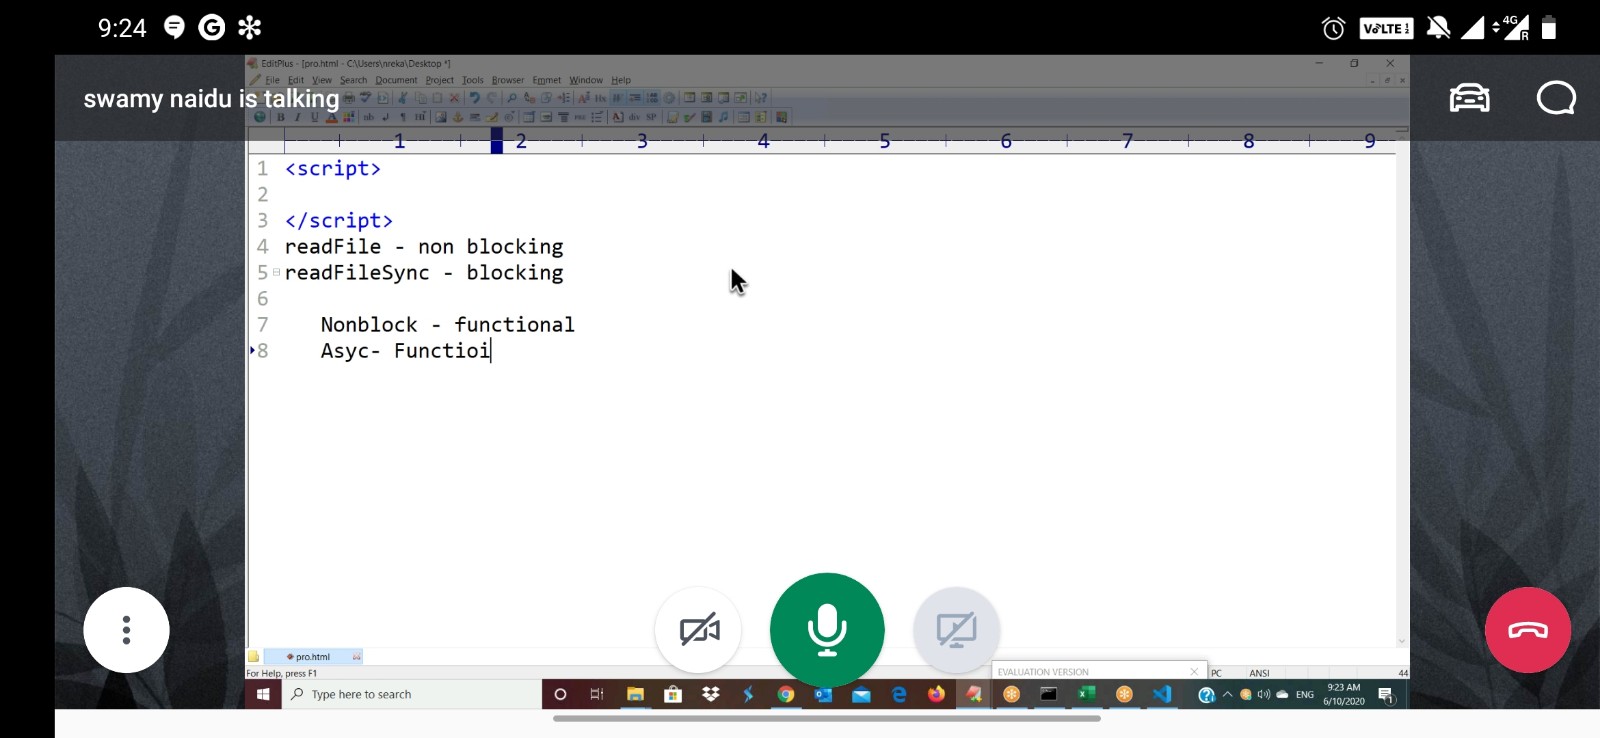 9:24
VoLTE 1 2
4G
R
EditPlus - [pro.html - C:\Users\nreka\Desktop *]
File Edit View Search Document Project Tools Browser Emmet Window Help
swamy naidu is talking
1 2 3 4 5 6 7 8 9
1 <script>
2
3 </script>
4 readFile - non blocking
5 readFileSync - blocking
6
7 Nonblock - functional
8 Asyc- Functioi
pro.html
For Help, press F1
EVALUATION VERSION
PC ANSI 44
Type here to search
ENG
9:23 AM
6/10/2020